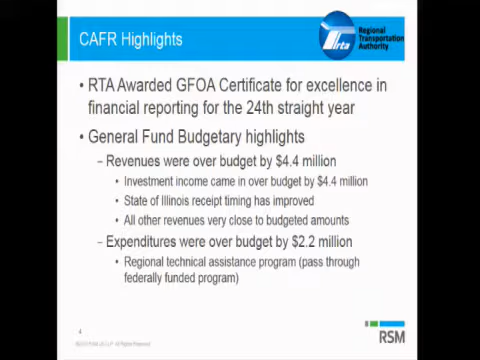 CAFR Highlights
rta
Regional
Transportation
Authority
• RTA Awarded GFOA Certificate for excellence in
financial reporting for the 24th straight year
• General Fund Budgetary highlights
– Revenues were over budget by $4.4 million
• Investment income came in over budget by $4.4 million
• State of Illinois receipt timing has improved
• All other revenues very close to budgeted amounts
– Expenditures were over budget by $2.2 million
• Regional technical assistance program (pass through
federally funded program)
4
All Rights Reserved
RSM